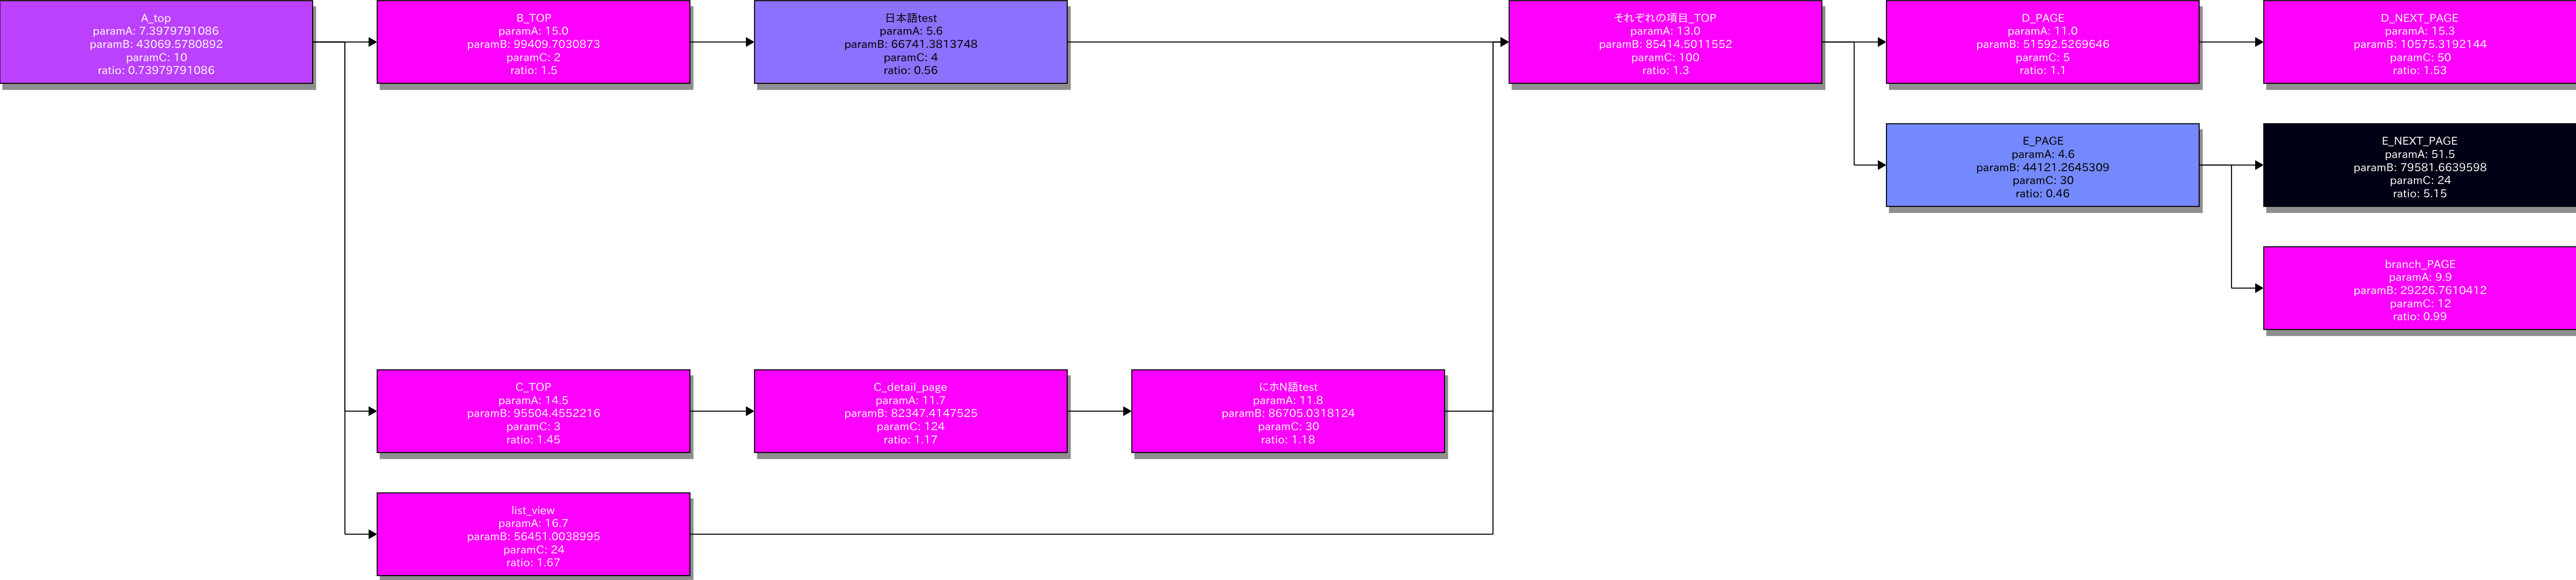 A_top
paramA: 7.3979791086
paramB: 43069.5780892
paramC: 10
ratio: 0.73979791086
B_TOP
paramA: 15.0
paramB: 99409.7030873
paramC: 2
ratio: 1.5
日本語test
paramA: 5.6
paramB: 66741.3813748
paramC: 4
ratio: 0.56
それぞれの項目_TOP
paramA: 13.0
paramB: 85414.5011552
paramC: 100
ratio: 1.3
D_PAGE
paramA: 11.0
paramB: 51592.5269646
paramC: 5
ratio: 1.1
D_NEXT_PAGE
paramA: 15.3
paramB: 10575.3192144
paramC: 50
ratio: 1.53
E_PAGE
paramA: 4.6
paramB: 44121.2645309
paramC: 30
ratio: 0.46
E_NEXT_PAGE
paramA: 51.5
paramB: 79581.6639598
paramC: 24
ratio: 5.15
branch_PAGE
paramA: 9.9
paramB: 29226.7610412
paramC: 12
ratio: 0.99
C_TOP
paramA: 14.5
paramB: 95504.4552216
paramC: 3
ratio: 1.45
C_detail_page
paramA: 11.7
paramB: 82347.4147525
paramC: 124
ratio: 1.17
にホN語test
paramA: 11.8
paramB: 86705.0318124
paramC: 30
ratio: 1.18
list_view
paramA: 16.7
paramB: 56451.0038995
paramC: 24
ratio: 1.67